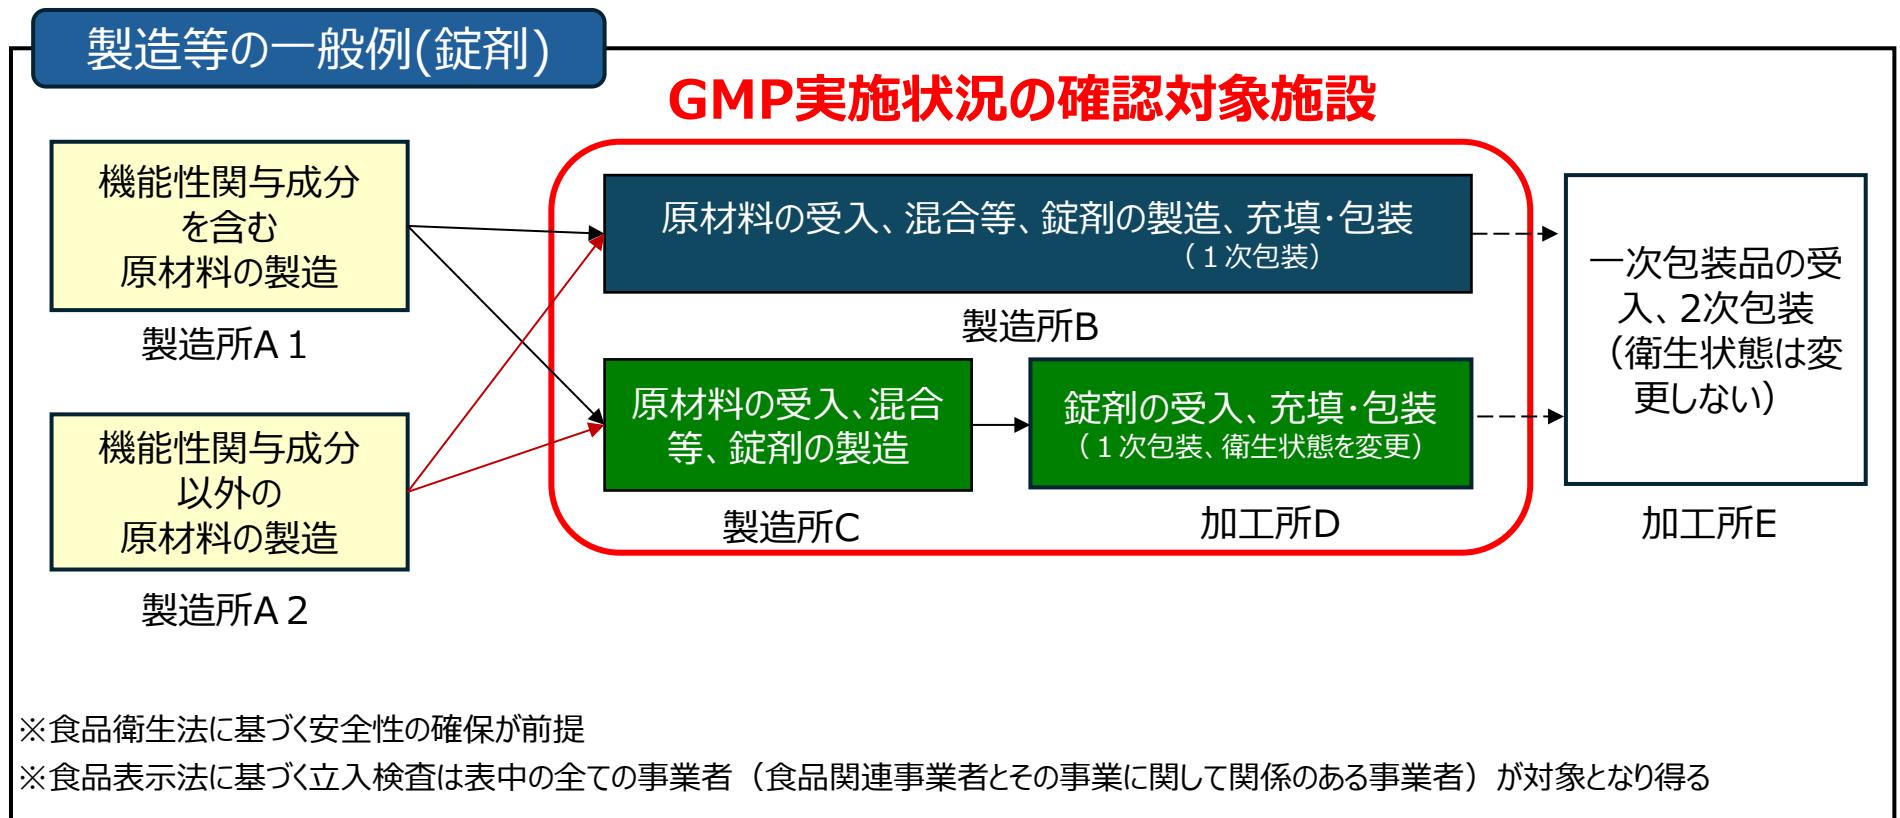 製造等の一般例(錠剤)
GMP実施状況の確認対象施設
機能性関与成分
を含む
原材料の製造
製造所A１
機能性関与成分
以外の
原材料の製造
製造所A２
原材料の受入、混合等、錠剤の製造、充填・包装
（１次包装）
製造所B
原材料の受入、混合
等、錠剤の製造
製造所C
錠剤の受入、充填・包装
（１次包装、衛生状態を変更）
加工所D
一次包装品の受
入、2次包装
（衛生状態は変
更しない）
加工所E
※食品衛生法に基づく安全性の確保が前提
※食品表示法に基づく立入検査は表中の全ての事業者（食品関連事業者とその事業に関して関係のある事業者）が対象となり得る